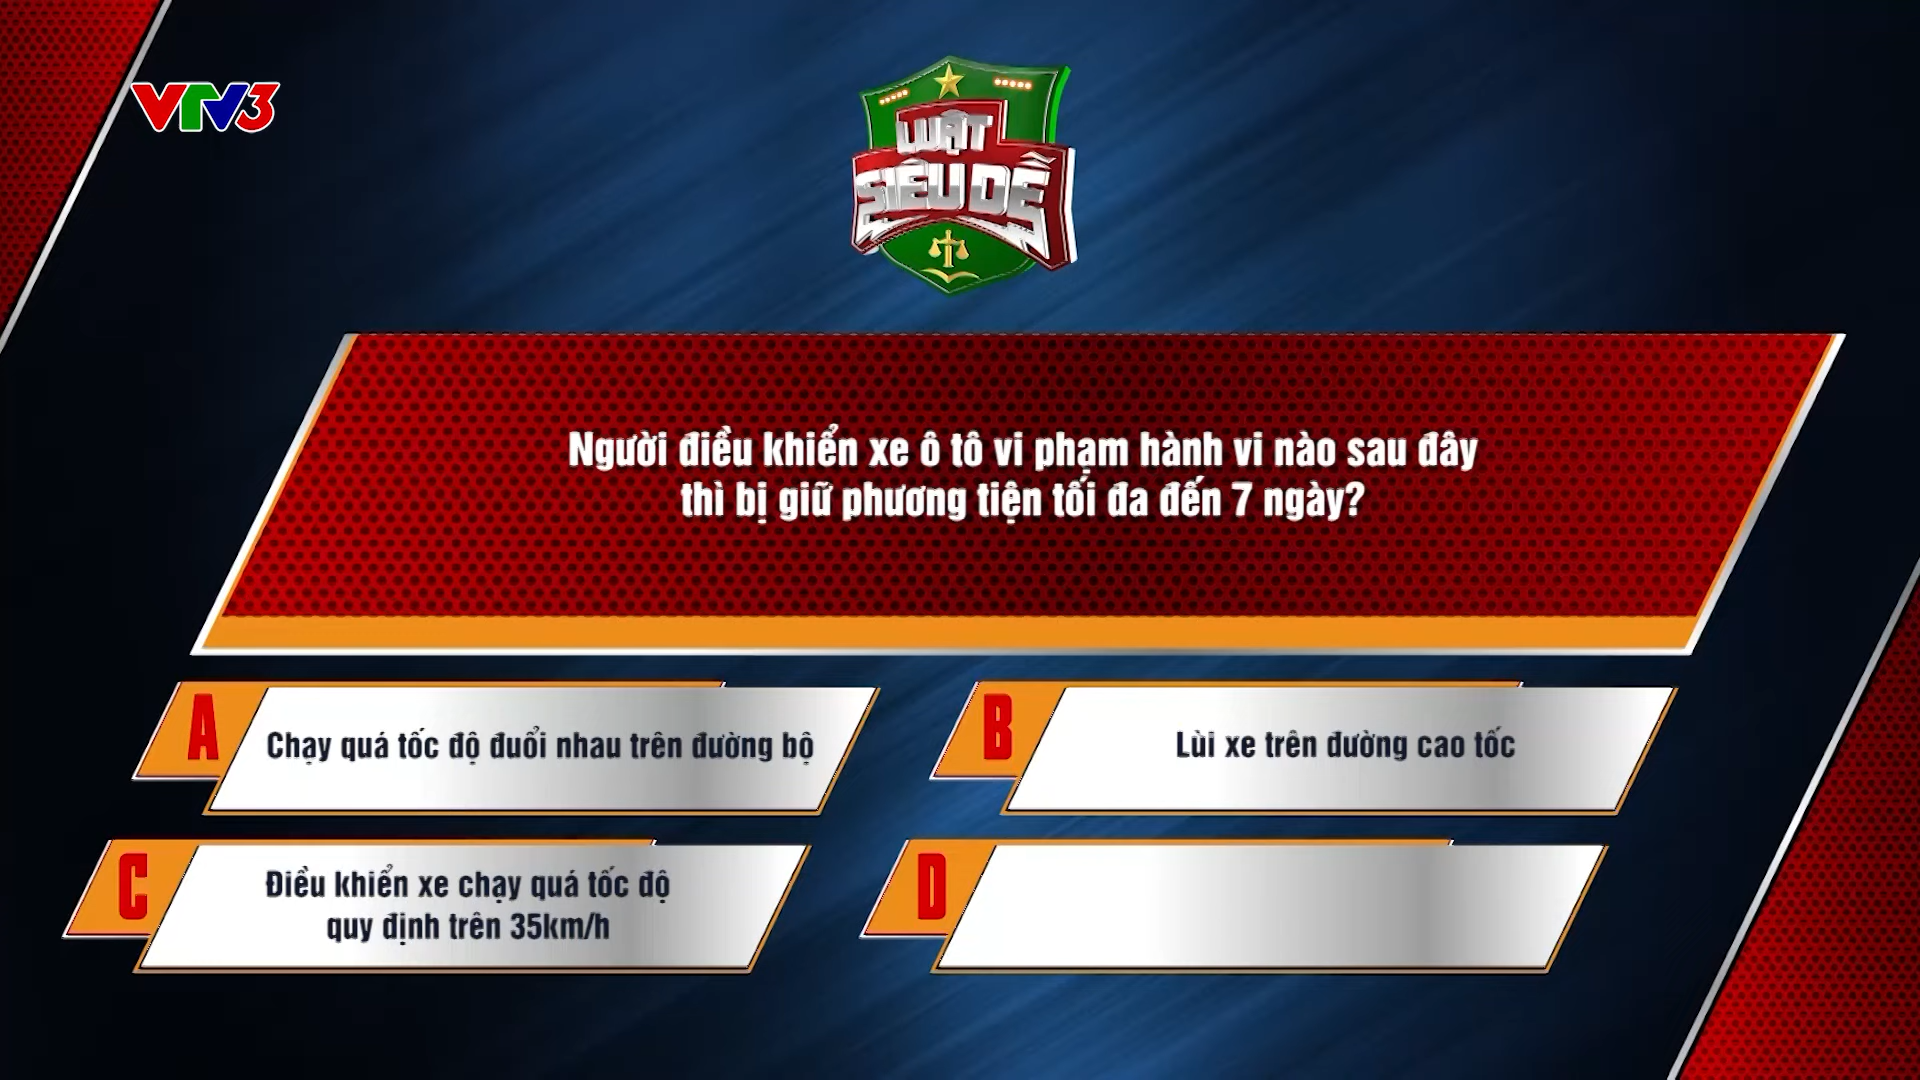 VTV3
LUẬT
SIÊU DỄ
Người điều khiển xe ô tô vi phạm hành vi nào sau đây
thì bị giữ phương tiện tối đa đến 7 ngày?
A
Chạy quá tốc độ đuổi nhau trên đường bộ
B
Lùi xe trên đường cao tốc
C
Điều khiển xe chạy quá tốc độ
quy định trên 35km/h
D